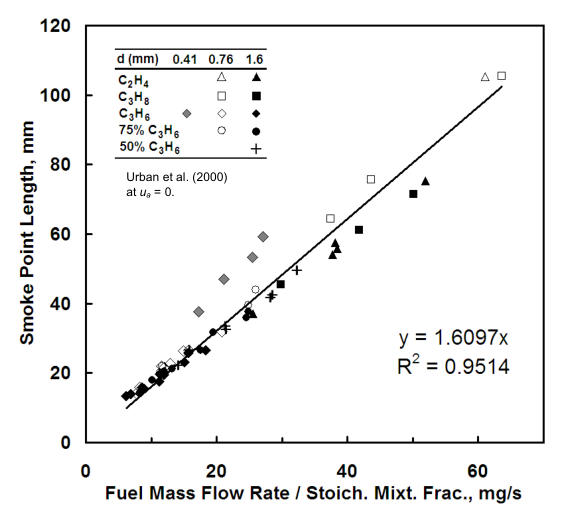 120
100
80
60
40
20
0
Smoke Point Length, mm
d (mm) 0.41 0.76 1.6
C₂H₄
C₃H₈
C₃H₆
75% C₃H₆
50% C₃H₆
Urban et al. (2000)
at uₐ = 0.
y = 1.6097x
R² = 0.9514
0 20 40 60
Fuel Mass Flow Rate / Stoich. Mixt. Frac., mg/s